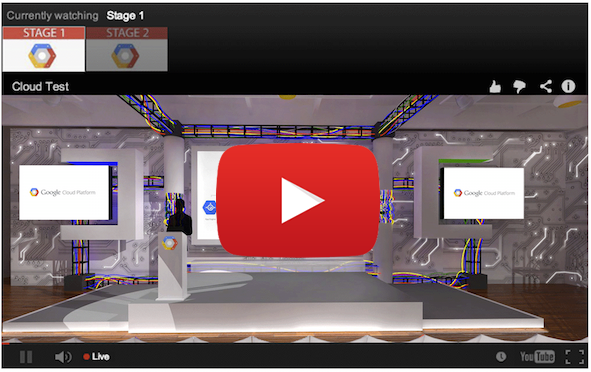 Currently watching Stage 1
STAGE 1 STAGE 2
Cloud Test
Google Cloud Platform
Google Cloud Platform
Live
YouTube